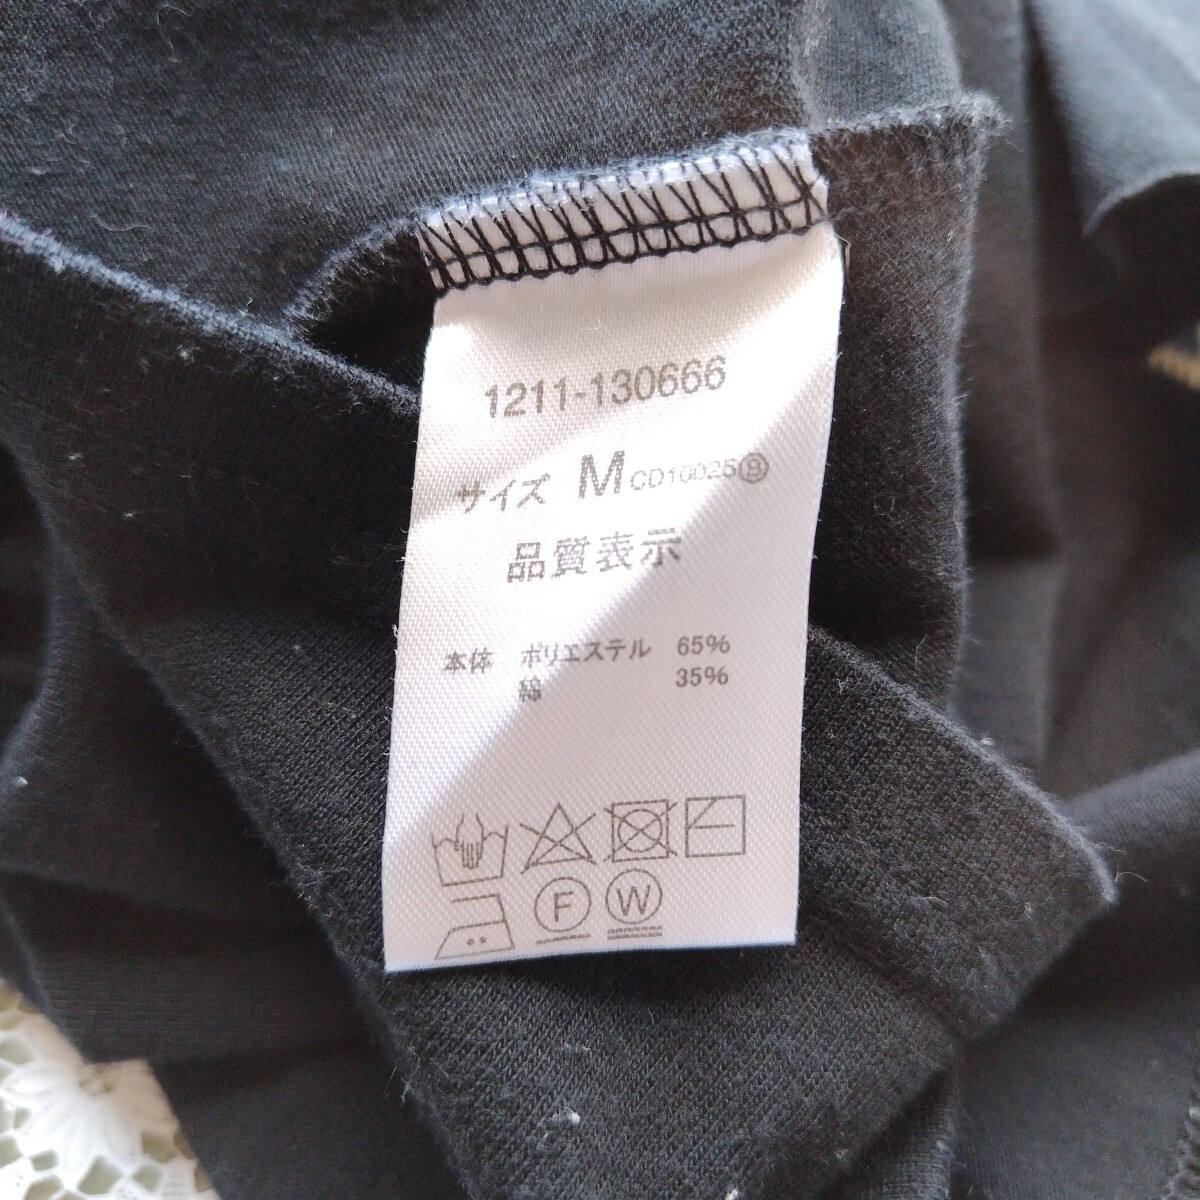 1211-130666
サイズ M CD10025Ⓑ
品質表示
本体 ポリエステル 65%
綿 35%
F W